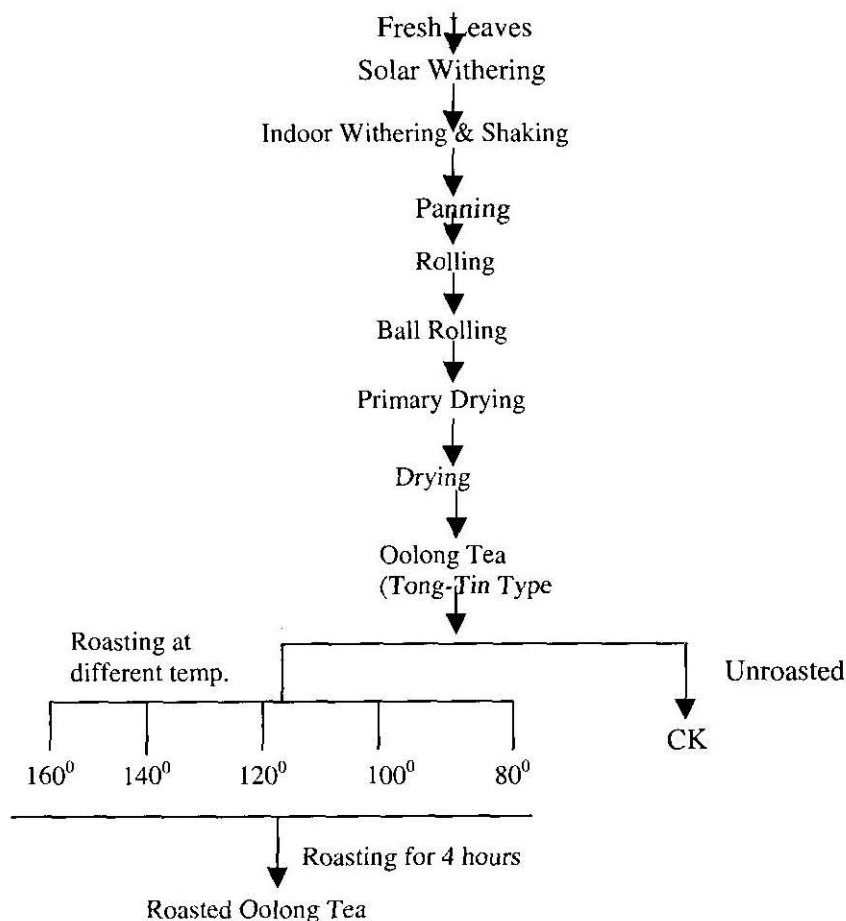 Fresh Leaves
Solar Withering
Indoor Withering & Shaking
Panning
Rolling
Ball Rolling
Primary Drying
Drying
Oolong Tea
(Tong-Tin Type
Roasting at
different temp.
Unroasted
CK
160⁰ 140⁰ 120⁰ 100⁰ 80⁰
Roasting for 4 hours
Roasted Oolong Tea